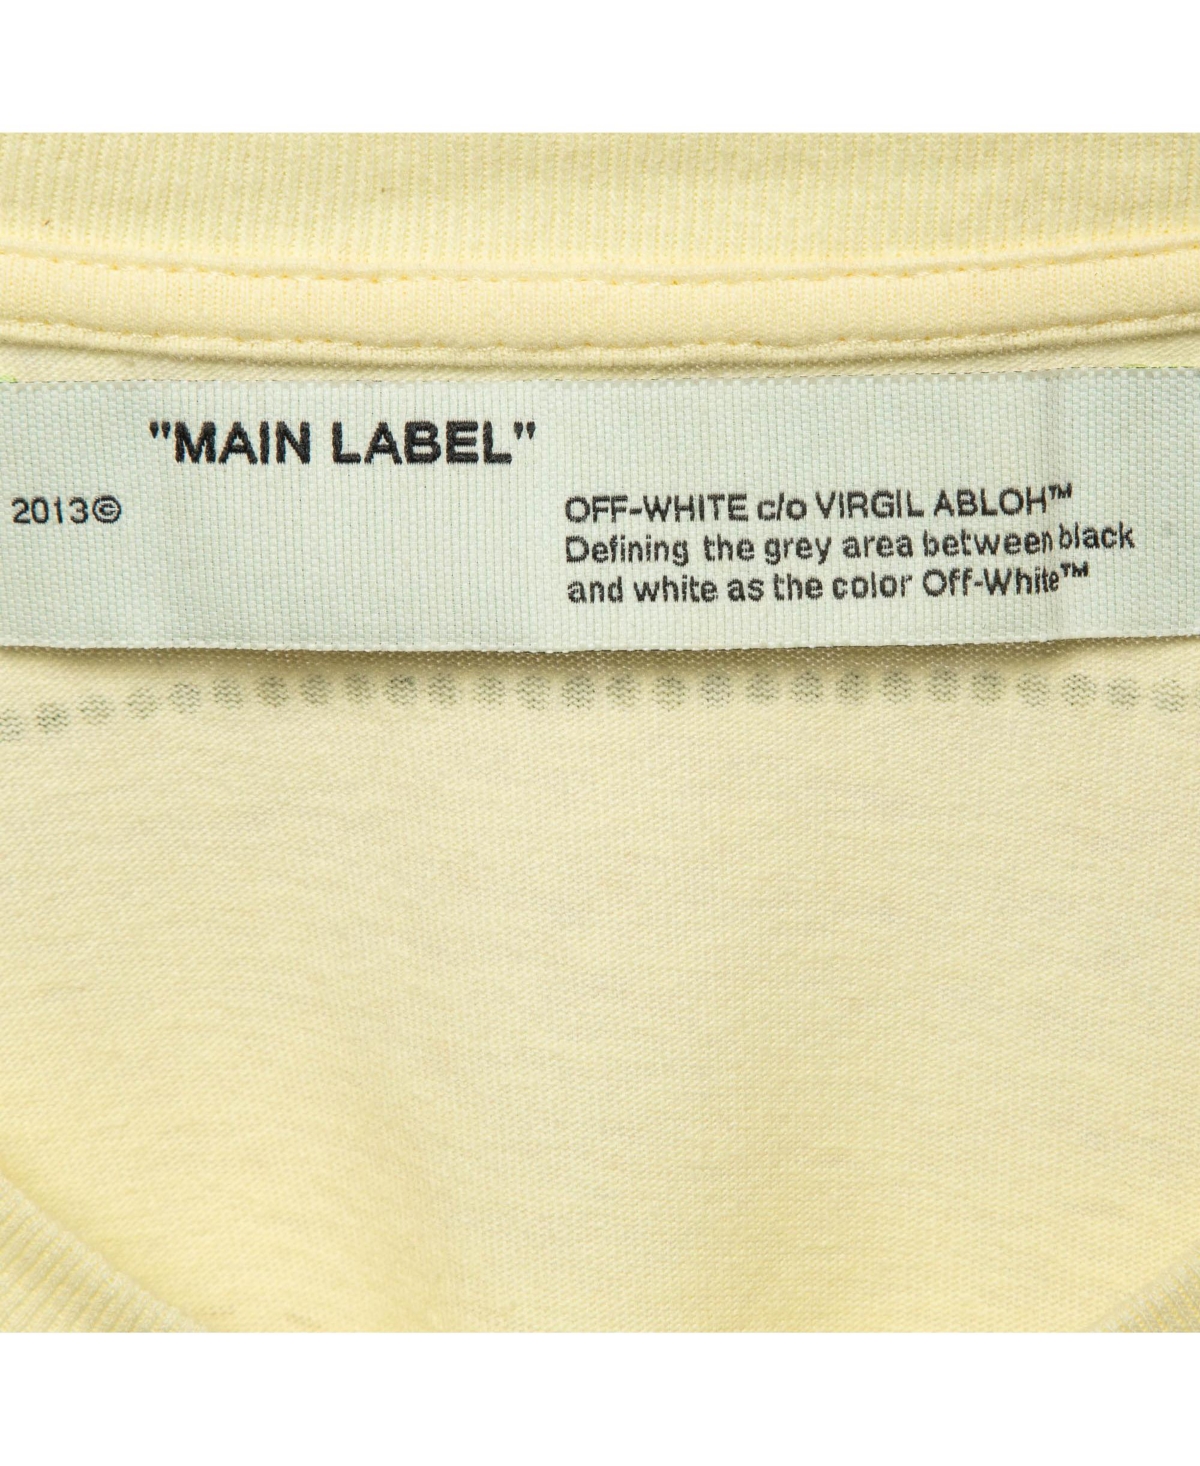 "MAIN LABEL"
2013©
OFF-WHITE c/o VIRGIL ABLOH™
Defining the grey area between black
and white as the color Off-White™